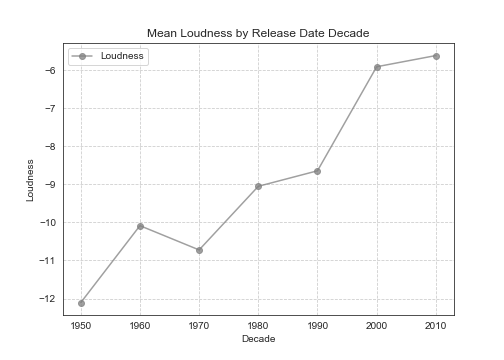 Mean Loudness by Release Date Decade
Loudness
−6
−7
−8
−9
−10
−11
−12
Loudness
1950 1960 1970 1980 1990 2000 2010
Decade